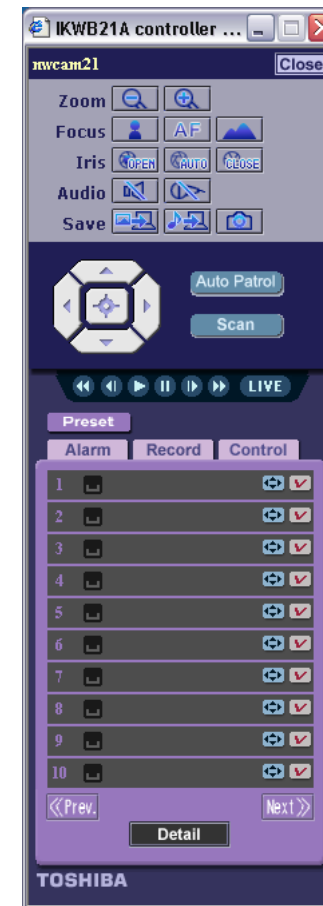 IKWB21A controller ...
nwcam21 Close
Zoom
Focus AF
Iris OPEN AUTO CLOSE
Audio
Save
Auto Patrol
Scan
LIVE
Preset
Alarm Record Control
1
2
3
4
5
6
7
8
9
10
≪Prev. Next≫
Detail
TOSHIBA